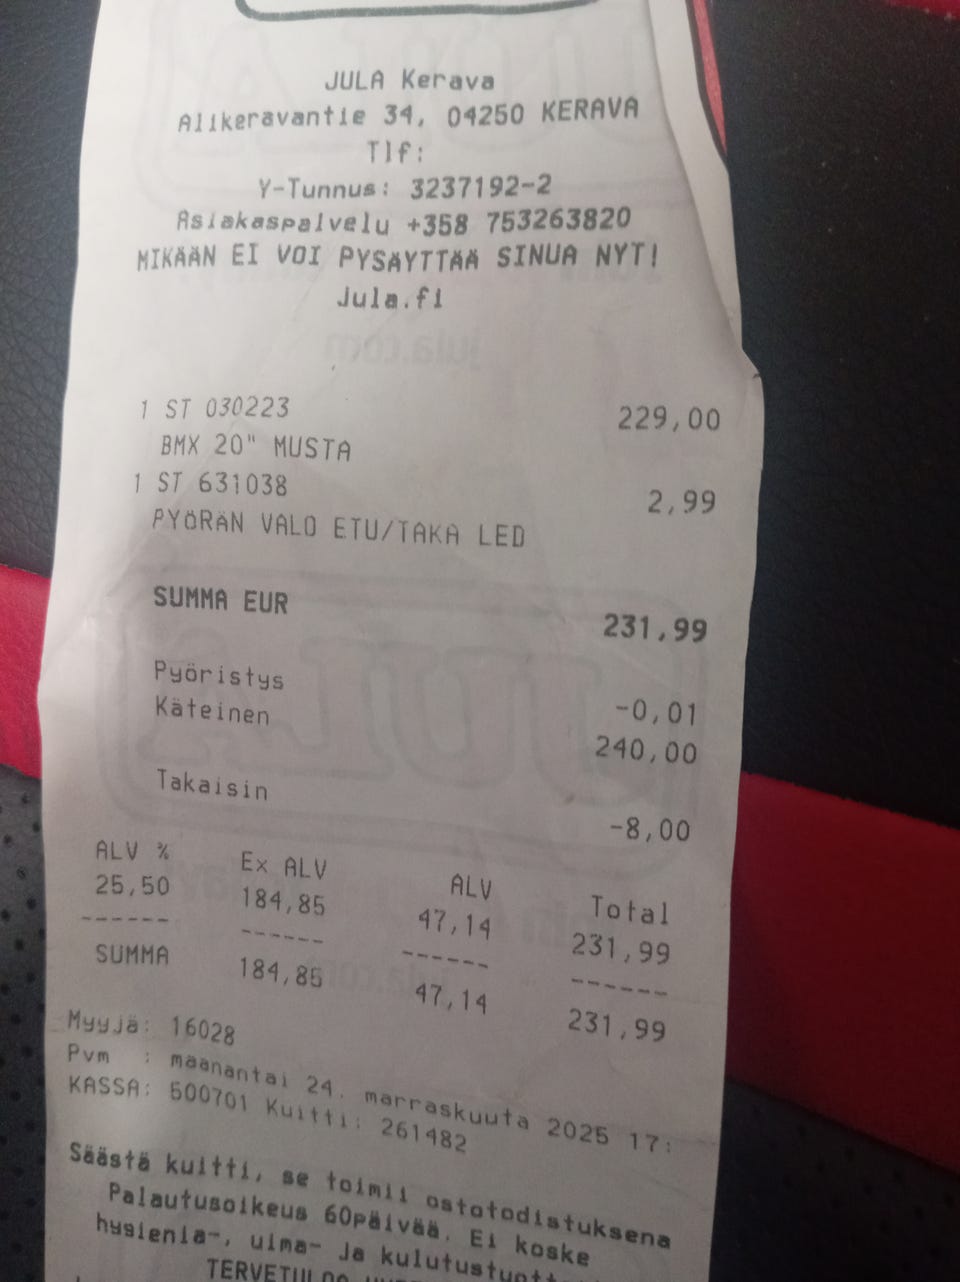 JULA Kerava
Alikeravantie 34, 04250 KERAVA
Tlf:
Y-Tunnus: 3237192-2
Asiakaspalvelu +358 753263820
MIKÄÄN EI VOI PYSÄYTTÄÄ SINUA NYT!
Jula.fi
jula.com
1 ST 030223 229,00
BMX 20" MUSTA
1 ST 631038 2,99
PYÖRÄN VALO ETU/TAKA LED
SUMMA EUR 231,99
Pyöristys -0,01
Käteinen 240,00
Takaisin -8,00
ALV % Ex ALV ALV Total
25,50 184,85 47,14 231,99
------ ------ ------ ------
SUMMA 184,85 47,14 231,99
Myyjä: 16028
Pvm : maanantai 24. marraskuuta 2025 17:
KASSA: 500701 Kuitti: 261482
Säästä kuitti, se toimii ostotodistuksena
Palautusoikeus 60päivää. Ei koske
hygienia-, uima- ja